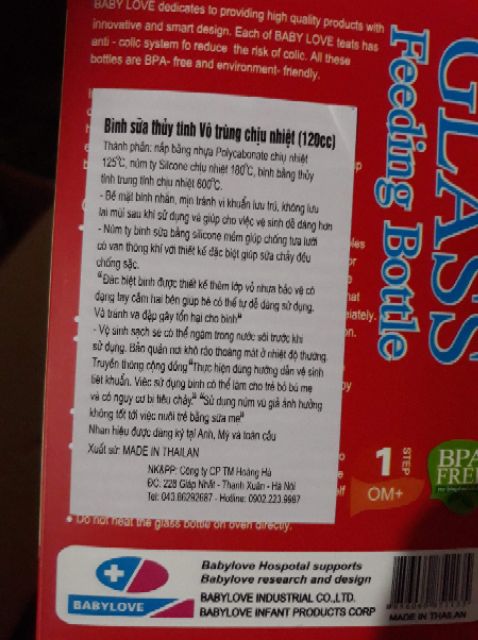 BABY LOVE dedicates to providing high quality products with
innovative and smart design. Each of BABY LOVE teats has
anti - colic system fo reduce the risk of colic. All these
bottles are BPA- free and environment- friendly.
GLASS
Feeding Bottle
Bình sữa thủy tinh Vô trùng chịu nhiệt (120cc)
Thành phần: nắp bằng nhựa Polycabonate chịu nhiệt
125°C, núm ty Silcone chịu nhiệt 180°C, bình bằng thủy
tinh trung tính chịu nhiệt 600°C.
- Bề mặt bình nhẵn, mịn tránh vi khuẩn lưu trú, không lưu
lại mùi sau khi sử dụng và giúp cho việc vệ sinh dễ dàng hơn
- Núm ty bình sữa bằng silicone mềm giúp chống tưa lưỡi
có van thông khí với thiết kế đặc biệt giúp sữa chảy đều
chống sặc.
"Đặc biệt bình được thiết kế thêm lớp vỏ nhựa bảo vệ có
dạng tay cầm hai bên giúp bé có thể tự dễ dàng sử dụng.
Và tránh va đập gây tổn hại cho bình"
- Vệ sinh sạch sẽ có thể ngâm trong nước sôi trước khi
sử dụng. Bảo quản nơi khô ráo thoáng mát ở nhiệt độ thường.
Truyền thông cộng đồng "Thực hiện đúng hướng dẫn vệ sinh
tiệt khuẩn. Việc sử dụng bình có thể làm cho trẻ bỏ bú mẹ
và có nguy cơ bị tiêu chảy." "Sử dụng núm vú giả ảnh hưởng
không tốt tới việc nuôi trẻ bằng sữa mẹ"
Nhãn hiệu được đăng ký tại Anh, Mỹ và toàn cầu
Xuất sứ: MADE IN THAILAN
NK&PP: Công ty CP TM Hoàng Hà
ĐC: 228 Giáp Nhất - Thanh Xuân - Hà Nội
Tel: 043.86292687 - Hotline: 0902.223.9987
1 STEP
OM+
BPA
FREE
• Do not heat the glass bottle on oven directly.
BABYLOVE
Babylove Hospotal supports
Babylove research and design
BABYLOVE INDUSTRIAL CO.,LTD.
BABYLOVE INFANT PRODUCTS CORP
MADE IN THAILAN